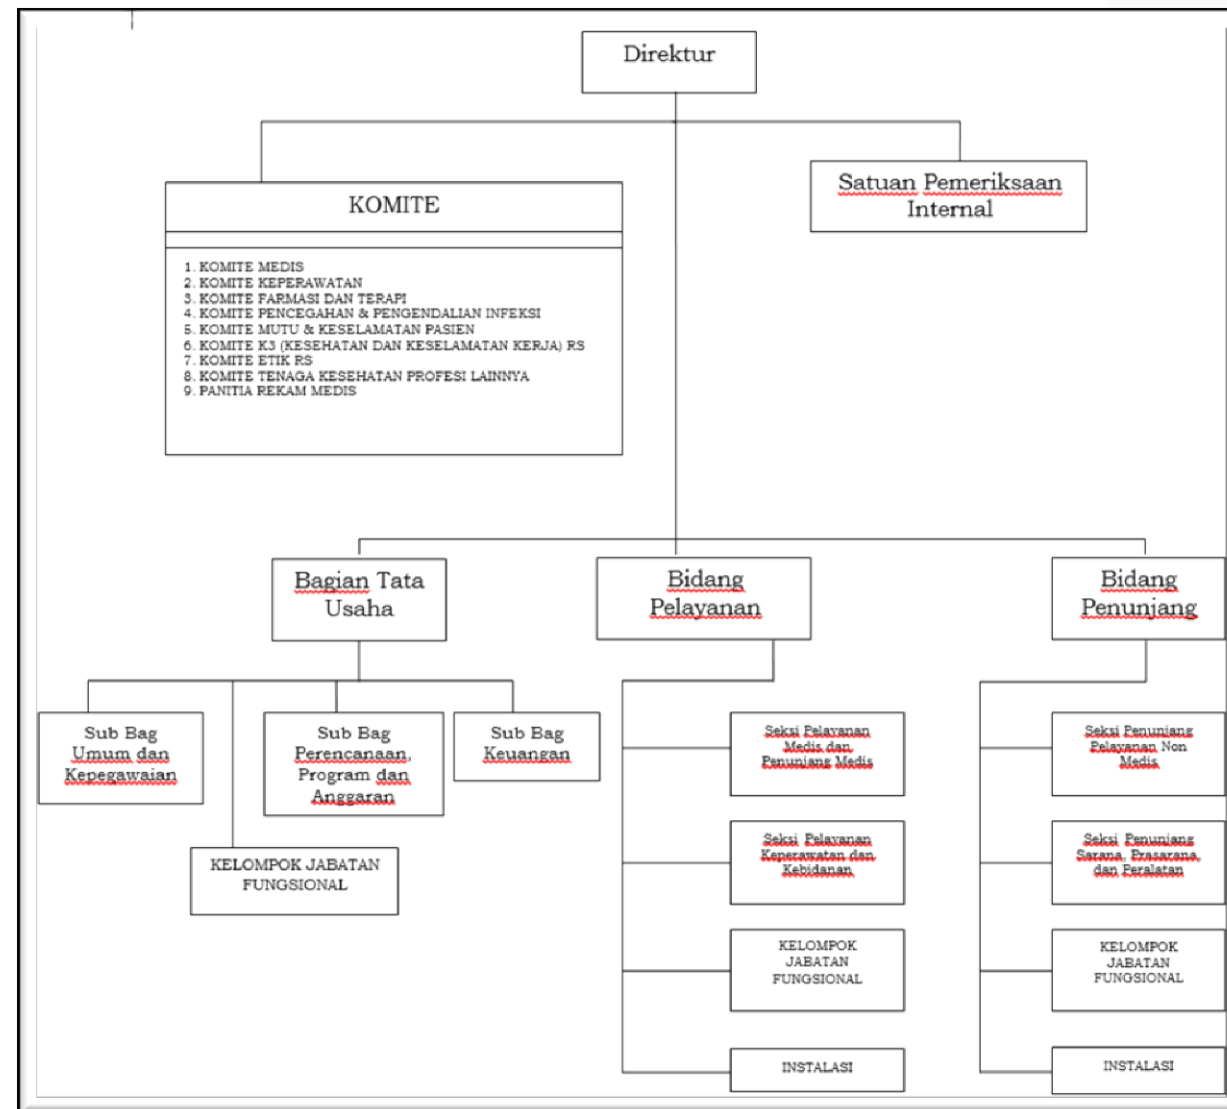 Direktur
Satuan Pemeriksaan
Internal
KOMITE
1. KOMITE MEDIS
2. KOMITE KEPERAWATAN
3. KOMITE FARMASI DAN TERAPI
4. KOMITE PENCEGAHAN & PENGENDALIAN INFEKSI
5. KOMITE MUTU & KESELAMATAN PASIEN
6. KOMITE K3 (KESEHATAN DAN KESELAMATAN KERJA) RS
7. KOMITE ETIK RS
8. KOMITE TENAGA KESEHATAN PROFESI LAINNYA
9. PANITIA REKAM MEDIS
Bagian Tata
Usaha
Bidang
Pelayanan
Bidang
Penunjang
Sub Bag
Umum dan
Kepegawaian
Sub Bag
Perencanaan,
Program dan
Anggaran
Sub Bag
Keuangan
KELOMPOK JABATAN
FUNGSIONAL
Seksi Pelayanan
Medis dan
Penunjang Medis
Seksi Pelayanan
Keperawatan dan
Kebidanan
KELOMPOK
JABATAN
FUNGSIONAL
INSTALASI
Seksi Penunjang
Pelayanan Non
Medis
Seksi Penunjang
Sarana, Prasarana,
dan Peralatan
KELOMPOK
JABATAN
FUNGSIONAL
INSTALASI